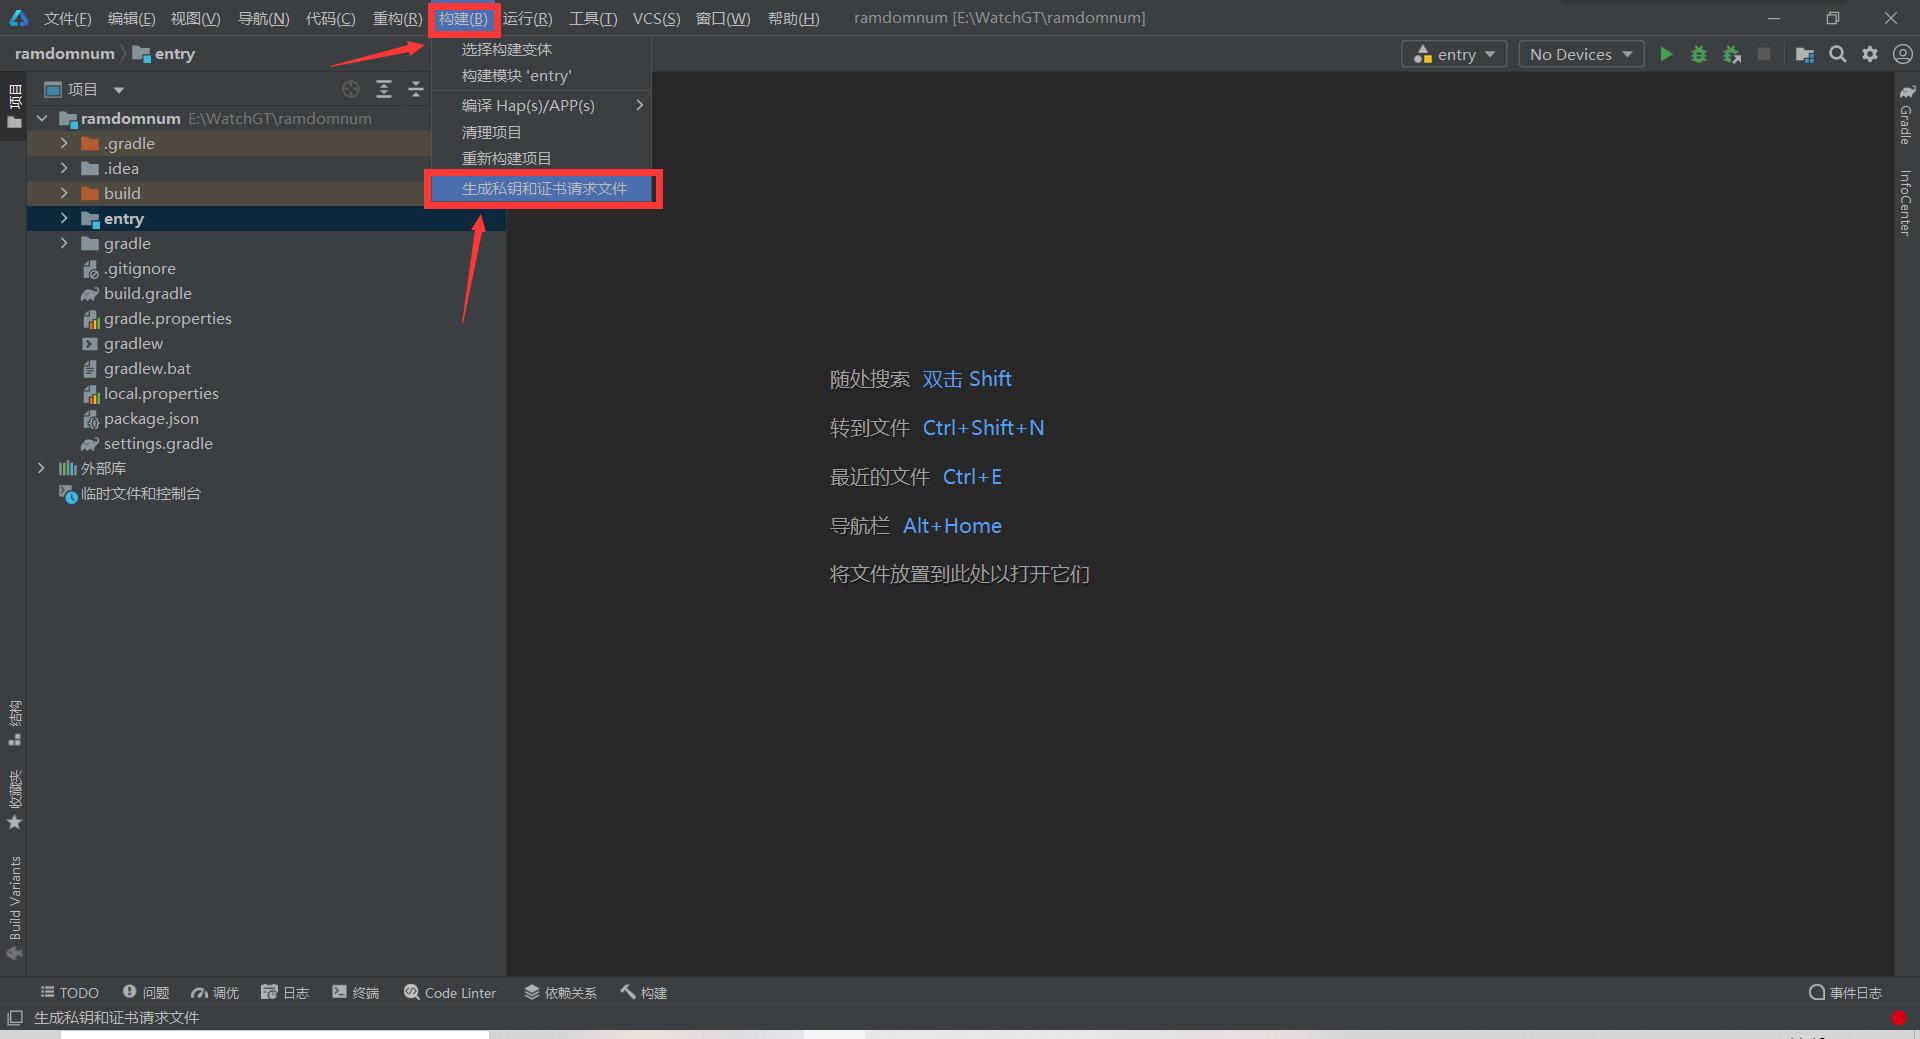 文件(F) 编辑(E) 视图(V) 导航(N) 代码(C) 重构(R) 构建(B) 运行(R) 工具(T) VCS(S) 窗口(W) 帮助(H) ramdomnum [E:\WatchGT\ramdomnum]
ramdomnum entry
entry No Devices
选择构建变体
构建模块 'entry'
编译 Hap(s)/APP(s)
清理项目
重新构建项目
生成私钥和证书请求文件
项目
项目
ramdomnum E:\WatchGT\ramdomnum
.gradle
.idea
build
entry
gradle
.gitignore
build.gradle
gradle.properties
gradlew
gradlew.bat
local.properties
package.json
settings.gradle
外部库
临时文件和控制台
随处搜索 双击 Shift
转到文件 Ctrl+Shift+N
最近的文件 Ctrl+E
导航栏 Alt+Home
将文件放置到此处以打开它们
Gradle
InfoCenter
结构
收藏夹
Build Variants
TODO 问题 调优 日志 终端 Code Linter 依赖关系 构建 事件日志
生成私钥和证书请求文件